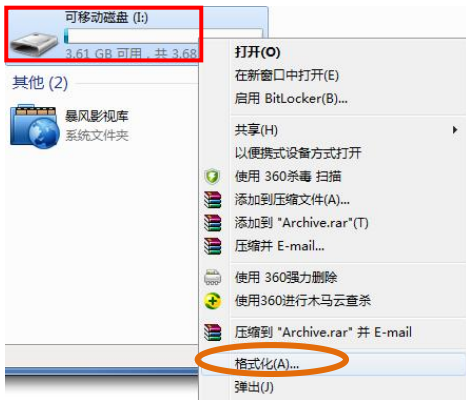 可移动磁盘 (I:)
3.61 GB 可用，共 3.68
其他 (2)
暴风影视库
系统文件夹
打开(O)
在新窗口中打开(E)
启用 BitLocker(B)...
共享(H)
以便携式设备方式打开
使用 360杀毒 扫描
添加到压缩文件(A)...
添加到 "Archive.rar"(T)
压缩并 E-mail...
使用 360强力删除
使用360进行木马云查杀
压缩到 "Archive.rar" 并 E-mail
格式化(A)...
弹出(J)